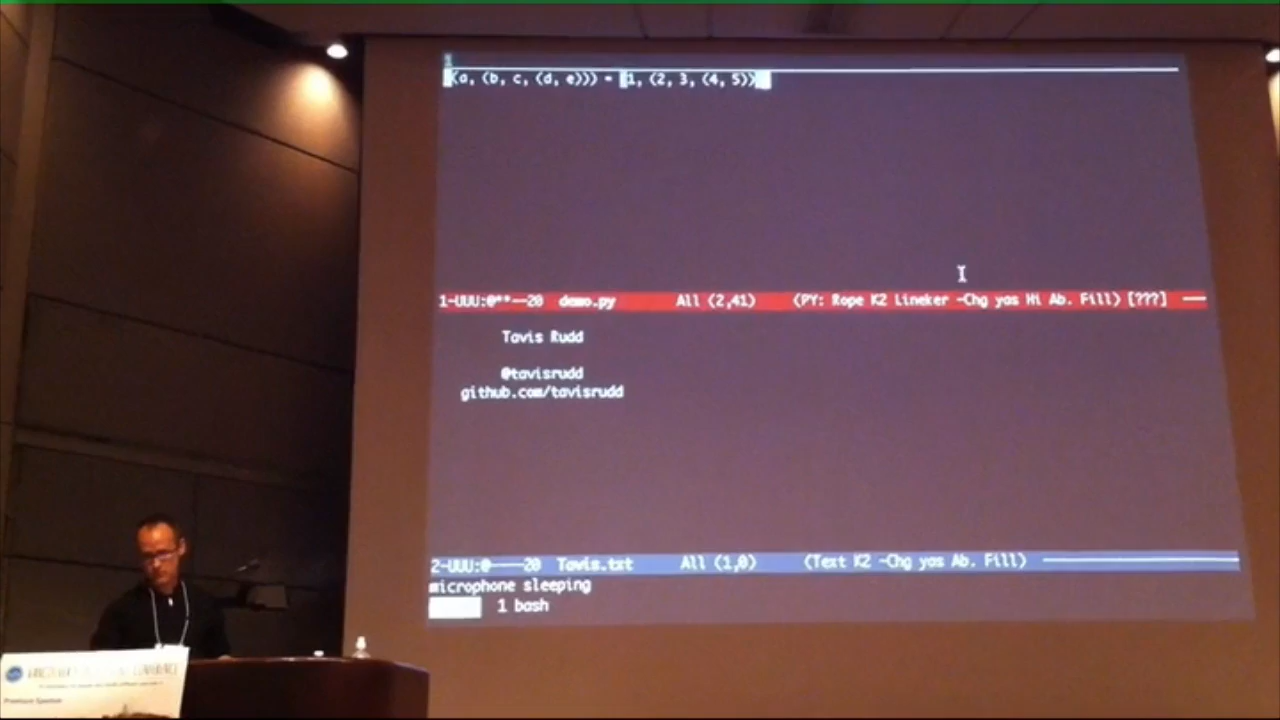 (a, (b, c, (d, e))) = (1, (2, 3, (4, 5)))
1-UUU:@**--20 demo.py All (2,41) (PY: Rope K2 Lineker -Chg yas Hi Ab. Fill) [???]
Tavis Rudd
@tavisrudd
github.com/tavisrudd
2-UUU:@----20 Tavis.txt All (1,0) (Text K2 -Chg yas Ab. Fill)
microphone sleeping
1 bash